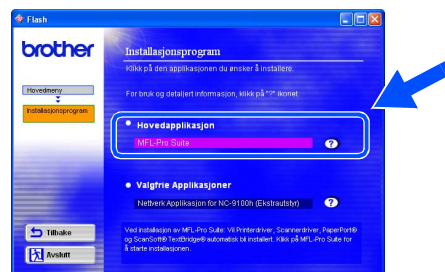 Flash
brother
Installasjonsprogram
Klikk på den applikasjonen du ønsker å installere.
For bruk og detaljert informasjon, klikk på "?" ikonet
Hovedmeny
Installasjonsprogram
Hovedapplikasjon
MFL-Pro Suite
?
Valgfrie Applikasjoner
Nettverk Applikasjon for NC-9100h (Ekstrautstyr)
?
Ved installasjon av MFL-Pro Suite: Vil Printerdriver, Scannerdriver, PaperPort®
og ScanSoft® TextBridge® automatisk bli installert. Klikk på MFL-Pro Suite for
å starte installasjonen.
Tilbake
Avslutt